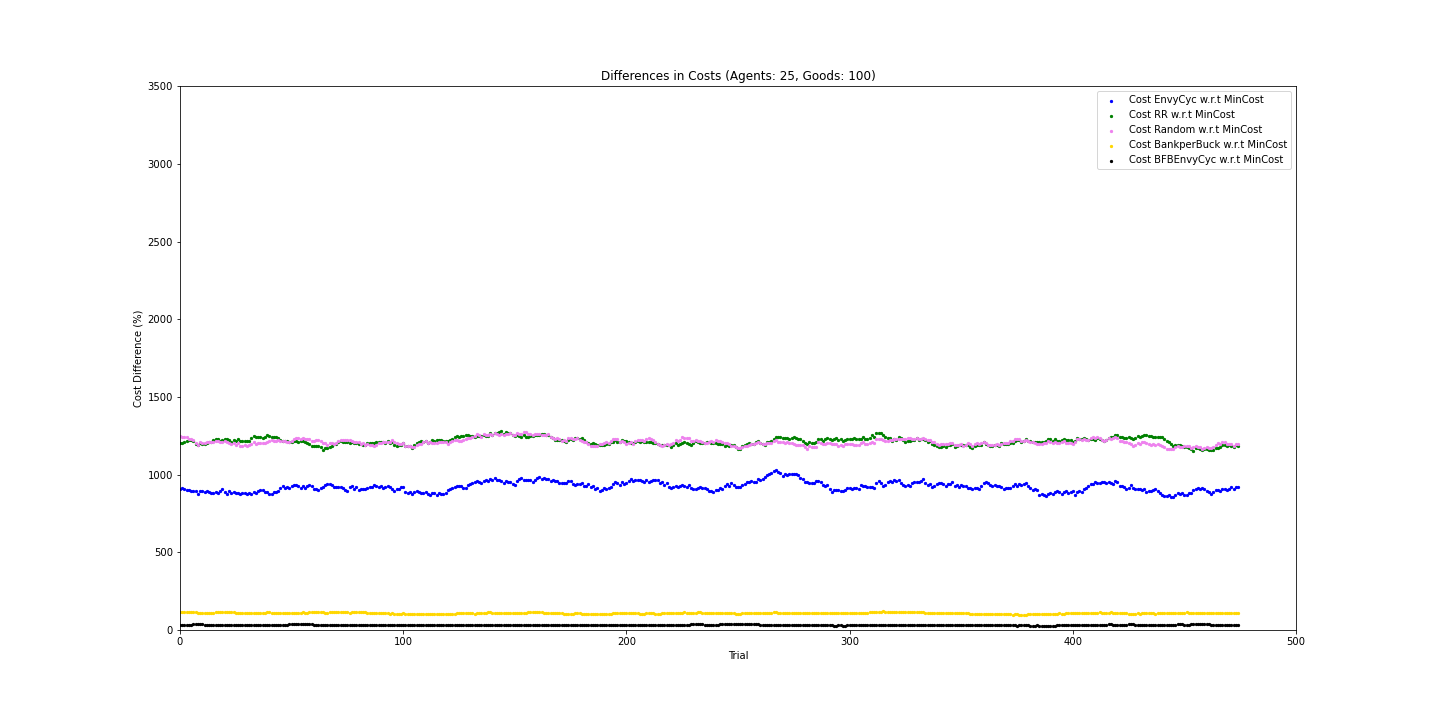 Differences in Costs (Agents: 25, Goods: 100)
3500
3000
2500
2000
1500
1000
500
0
Cost Difference (%)
Cost EnvyCyc w.r.t MinCost
Cost RR w.r.t MinCost
Cost Random w.r.t MinCost
Cost BankperBuck w.r.t MinCost
Cost BFBEnvyCyc w.r.t MinCost
0 100 200 300 400 500
Trial